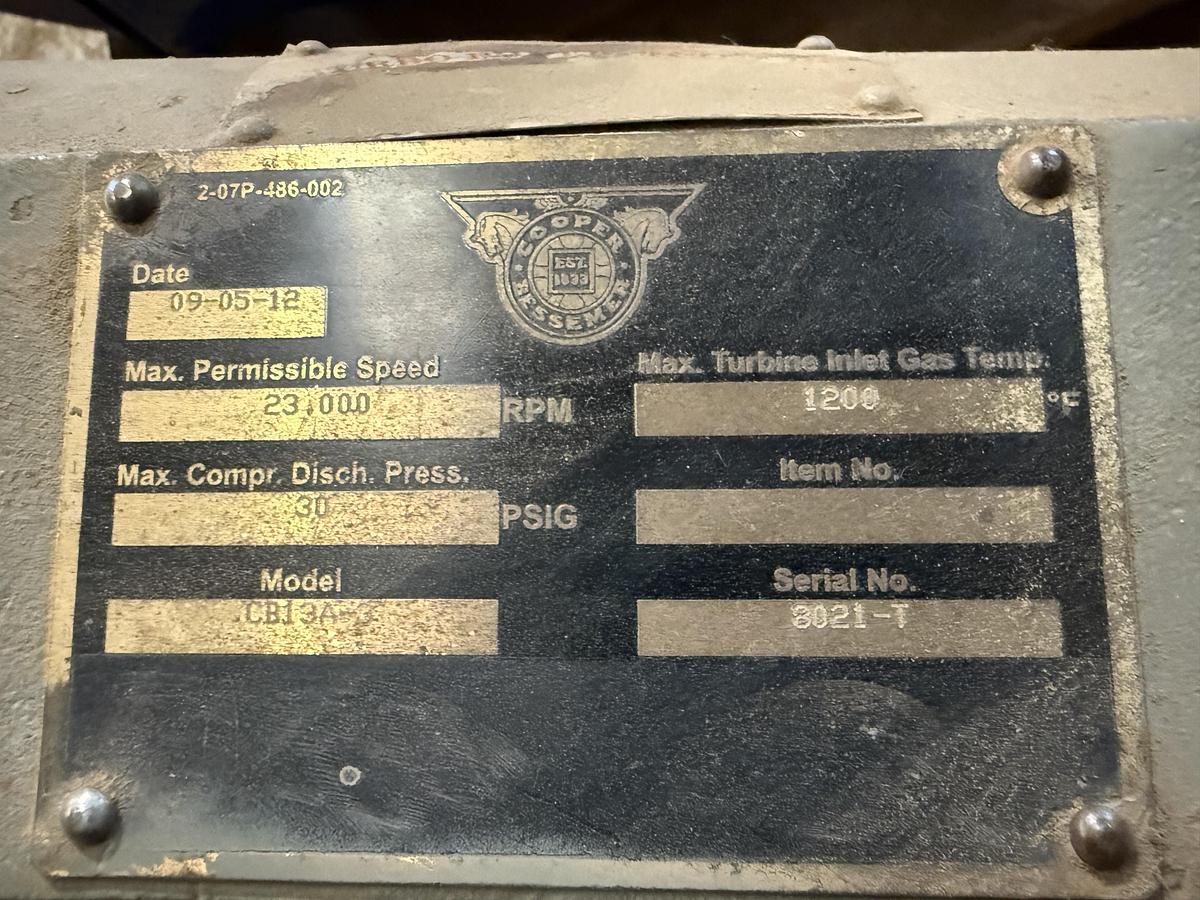 2-07P-486-002
COOPER
EST.
1833
BESSEMER
Date
09-05-12
Max. Permissible Speed
23,000 RPM
Max. Turbine Inlet Gas Temp.
1200 °F
Max. Compr. Disch. Press.
30 PSIG
Item No.
Model
Serial No.
8021-T